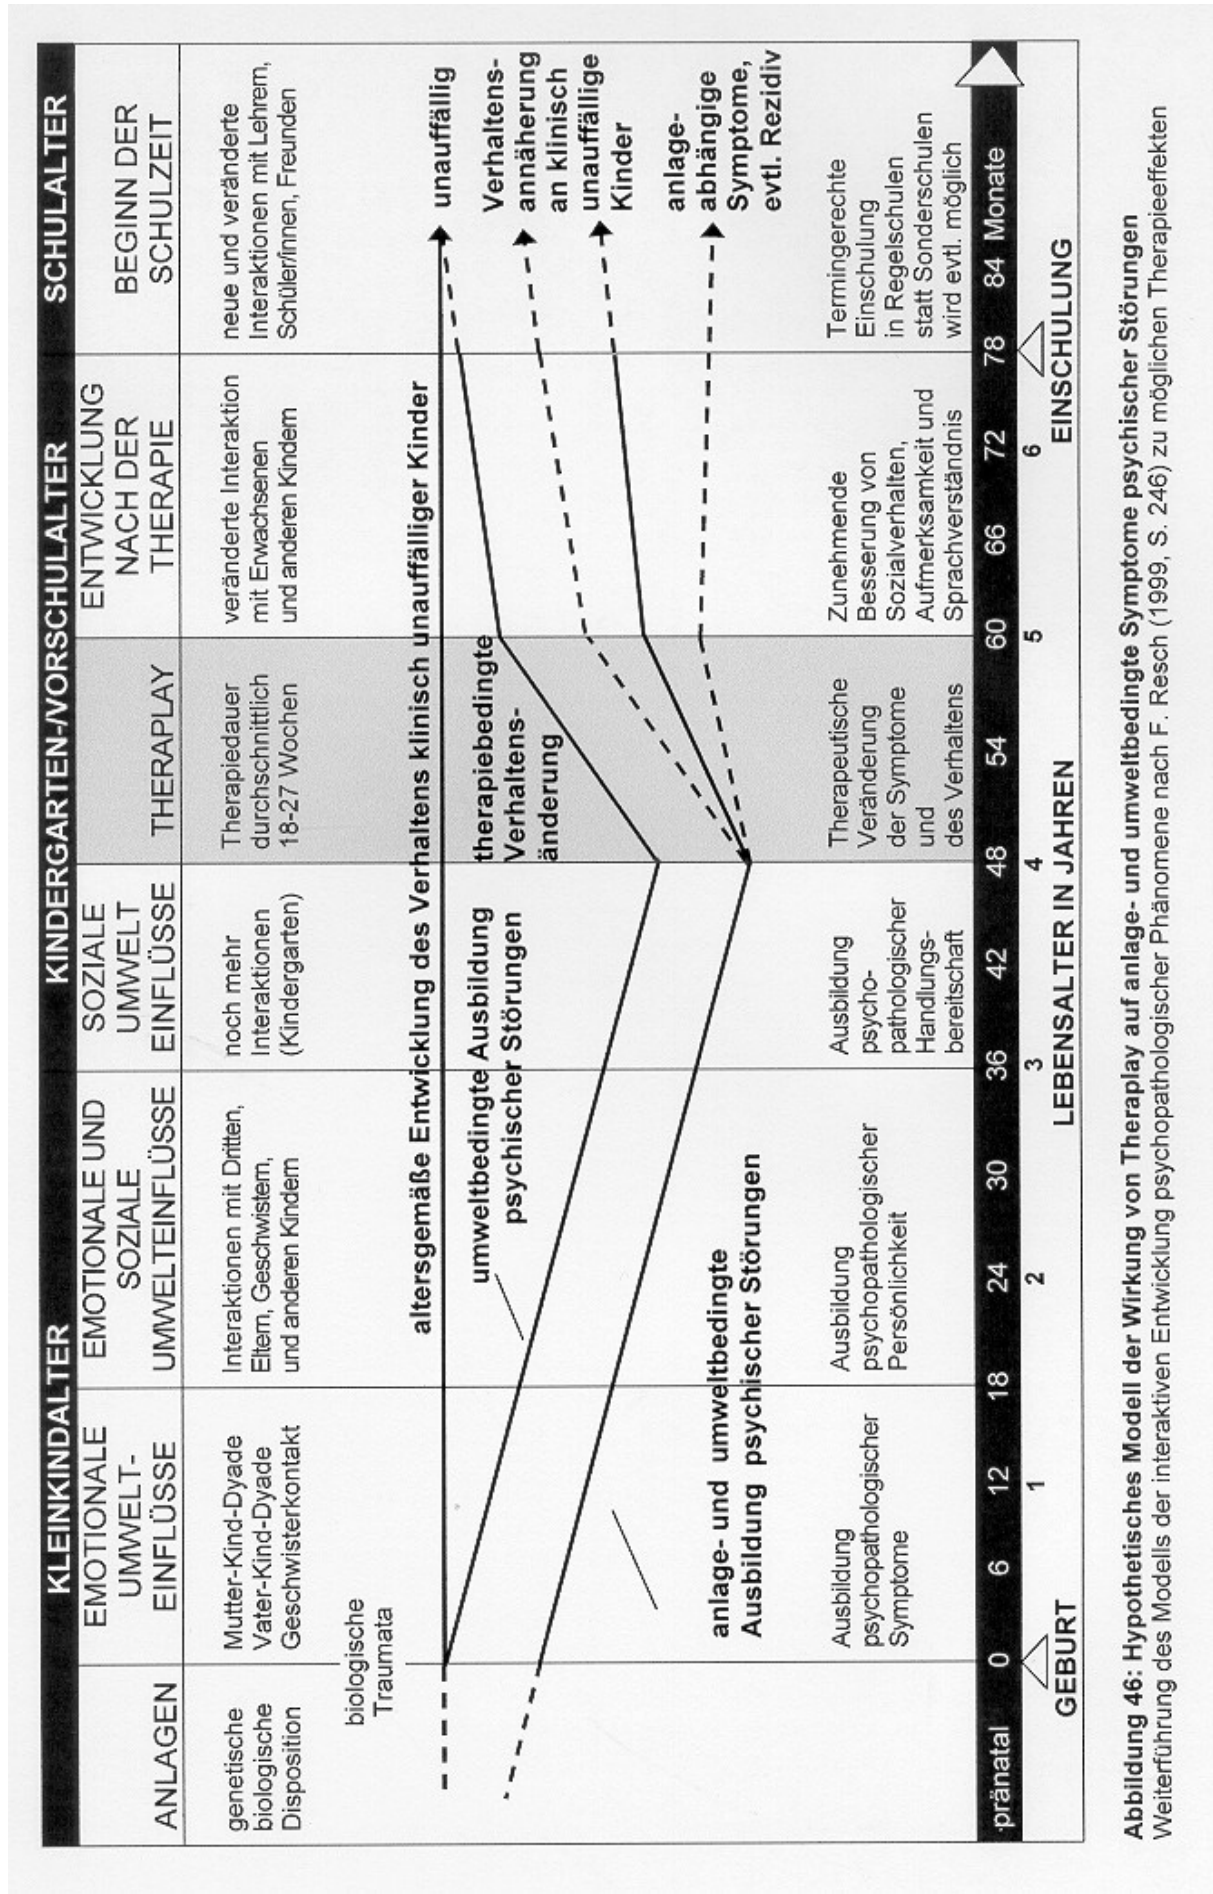 KLEINKINDALTER
KINDERGARTEN-/VORSCHULALTER
SCHULALTER
ANLAGEN
EMOTIONALE
UMWELT-
EINFLÜSSE
EMOTIONALE UND
SOZIALE
UMWELTEINFLÜSSE
SOZIALE
UMWELT
EINFLÜSSE
THERAPLAY
ENTWICKLUNG
NACH DER
THERAPIE
BEGINN DER
SCHULZEIT
genetische
biologische
Disposition
Mutter-Kind-Dyade
Vater-Kind-Dyade
Geschwisterkontakt
Interaktionen mit Dritten,
Eltern, Geschwistern,
und anderen Kindern
noch mehr
Interaktionen
(Kindergarten)
Therapiedauer
durchschnittlich
18-27 Wochen
veränderte Interaktion
mit Erwachsenen
und anderen Kindern
neue und veränderte
Interaktionen mit Lehrern,
Schüler/innen, Freunden
biologische
Traumata
altersgemäße Entwicklung des Verhaltens klinisch unauffälliger Kinder
unauffällig
umweltbedingte Ausbildung
psychischer Störungen
therapiebedingte
Verhaltens-
änderung
Verhaltens-
annäherung
an klinisch
unauffällige
Kinder
anlage-
abhängige
Symptome,
evtl. Rezidiv
anlage- und umweltbedingte
Ausbildung psychischer Störungen
Ausbildung
psychopathologischer
Symptome
Ausbildung
psychopathologischer
Persönlichkeit
Ausbildung
psycho-
pathologischer
Handlungs-
bereitschaft
Therapeutische
Veränderung
der Symptome
und
des Verhaltens
Zunehmende
Besserung von
Sozialverhalten,
Aufmerksamkeit und
Sprachverständnis
Termingerechte
Einschulung
in Regelschulen
statt Sonderschulen
wird evtl. möglich
pränatal 0 6 12 18 24 30 36 42 48 54 60 66 72 78 84 Monate
1 2 3 4 5 6
GEBURT
LEBENSALTER IN JAHREN
EINSCHULUNG
Abbildung 46: Hypothetisches Modell der Wirkung von Theraplay auf anlage- und umweltbedingte Symptome psychischer Störungen
Weiterführung des Modells der interaktiven Entwicklung psychopathologischer Phänomene nach F. Resch (1999, S. 246) zu möglichen Therapieeffekten